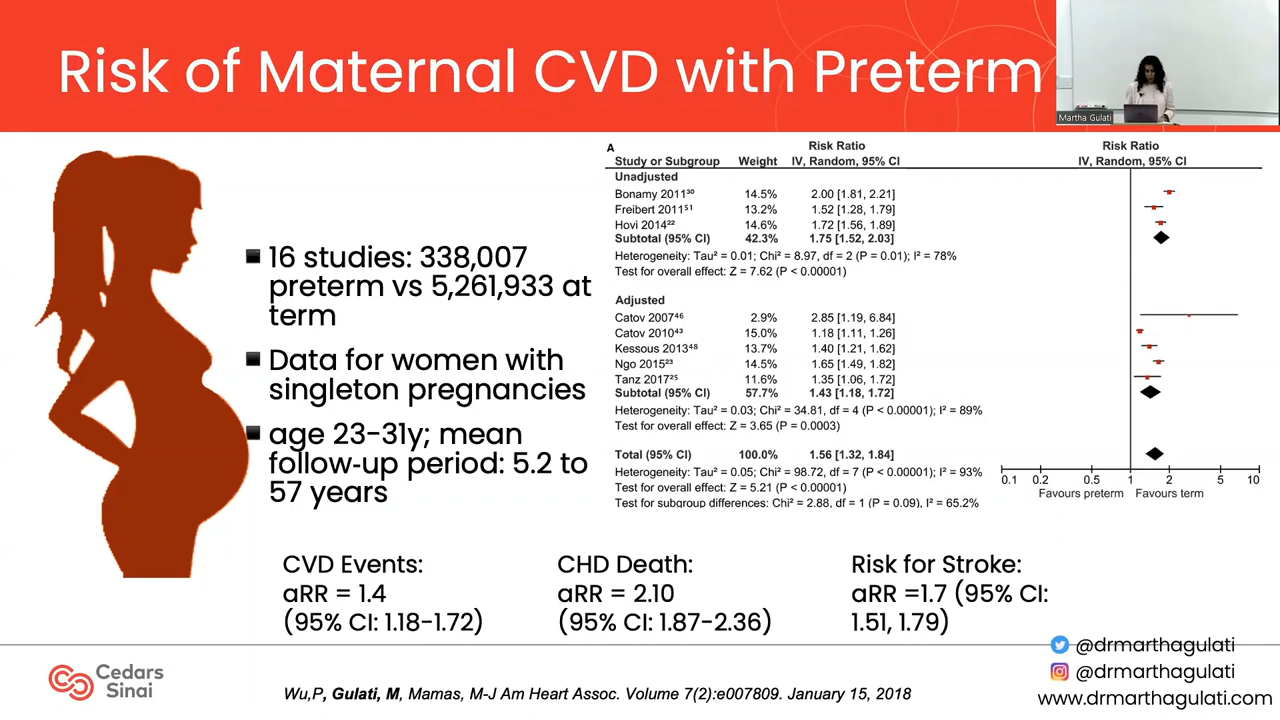 Risk of Maternal CVD with Preterm
Martha Gulati
16 studies: 338,007
preterm vs 5,261,933 at
term
Data for women with
singleton pregnancies
age 23-31y; mean
follow-up period: 5.2 to
57 years
A
Risk Ratio
Risk Ratio
Study or Subgroup Weight IV, Random, 95% CI IV, Random, 95% CI
Unadjusted
Bonamy 2011³⁰ 14.5% 2.00 [1.81, 2.21]
Freibert 2011⁵¹ 13.2% 1.52 [1.28, 1.79]
Hovi 2014²² 14.6% 1.72 [1.56, 1.89]
Subtotal (95% CI) 42.3% 1.75 [1.52, 2.03]
Heterogeneity: Tau² = 0.01; Chi² = 8.97, df = 2 (P = 0.01); I² = 78%
Test for overall effect: Z = 7.62 (P < 0.00001)
Adjusted
Catov 2007⁴⁶ 2.9% 2.85 [1.19, 6.84]
Catov 2010⁴³ 15.0% 1.18 [1.11, 1.26]
Kessous 2013⁴⁸ 13.7% 1.40 [1.21, 1.62]
Ngo 2015²³ 14.5% 1.65 [1.49, 1.82]
Tanz 2017²⁵ 11.6% 1.35 [1.06, 1.72]
Subtotal (95% CI) 57.7% 1.43 [1.18, 1.72]
Heterogeneity: Tau² = 0.03; Chi² = 34.81, df = 4 (P < 0.00001); I² = 89%
Test for overall effect: Z = 3.65 (P = 0.0003)
Total (95% CI) 100.0% 1.56 [1.32, 1.84]
Heterogeneity: Tau² = 0.05; Chi² = 98.72, df = 7 (P < 0.00001); I² = 93%
Test for overall effect: Z = 5.21 (P < 0.00001)
Test for subgroup differences: Chi² = 2.88, df = 1 (P = 0.09), I² = 65.2%
0.1 0.2 0.5 1 2 5 10
Favours preterm Favours term
CVD Events:
aRR = 1.4
(95% CI: 1.18-1.72)
CHD Death:
aRR = 2.10
(95% CI: 1.87-2.36)
Risk for Stroke:
aRR =1.7 (95% CI:
1.51, 1.79)
Cedars
Sinai
Wu,P, Gulati, M, Mamas, M-J Am Heart Assoc. Volume 7(2):e007809. January 15, 2018
@drmarthagulati
@drmarthagulati
www.drmarthagulati.com